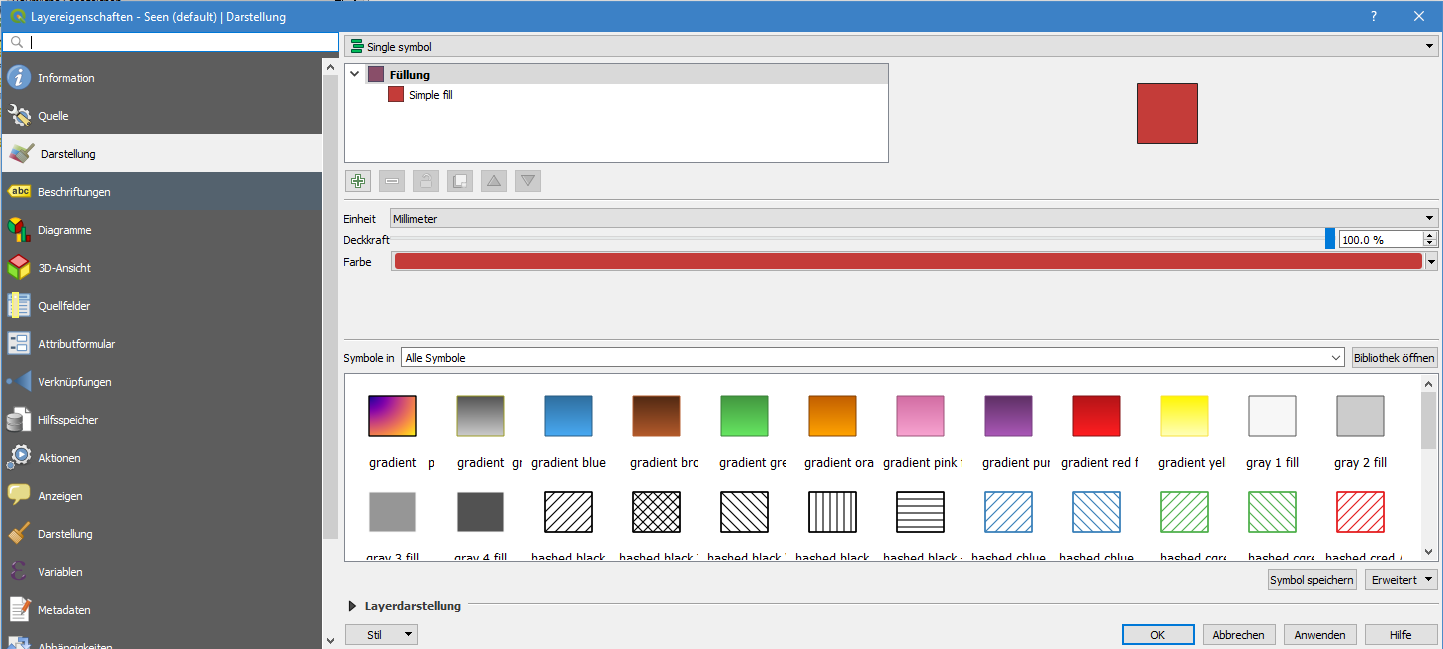 Layereigenschaften - Seen (default) | Darstellung
?
Information
Quelle
Darstellung
abc Beschriftungen
Diagramme
3D-Ansicht
Quellfelder
Attributformular
Verknüpfungen
Hilfsspeicher
Aktionen
Anzeigen
Darstellung
Variablen
Metadaten
Abhängigkeiten
Single symbol
Füllung
Simple fill
Einheit Millimeter
Deckkraft 100.0 %
Farbe
Symbole in Alle Symbole Bibliothek öffnen
gradient p gradient gr gradient blue gradient brc gradient gre gradient ora gradient pink gradient pur gradient red f gradient yel gray 1 fill gray 2 fill
gray 3 fill gray 4 fill hashed black hashed black hashed black hashed black hashed black hashed cblue hashed cblue hashed cgre hashed cgre hashed cred
Symbol speichern Erweitert
Layerdarstellung
Stil OK Abbrechen Anwenden Hilfe